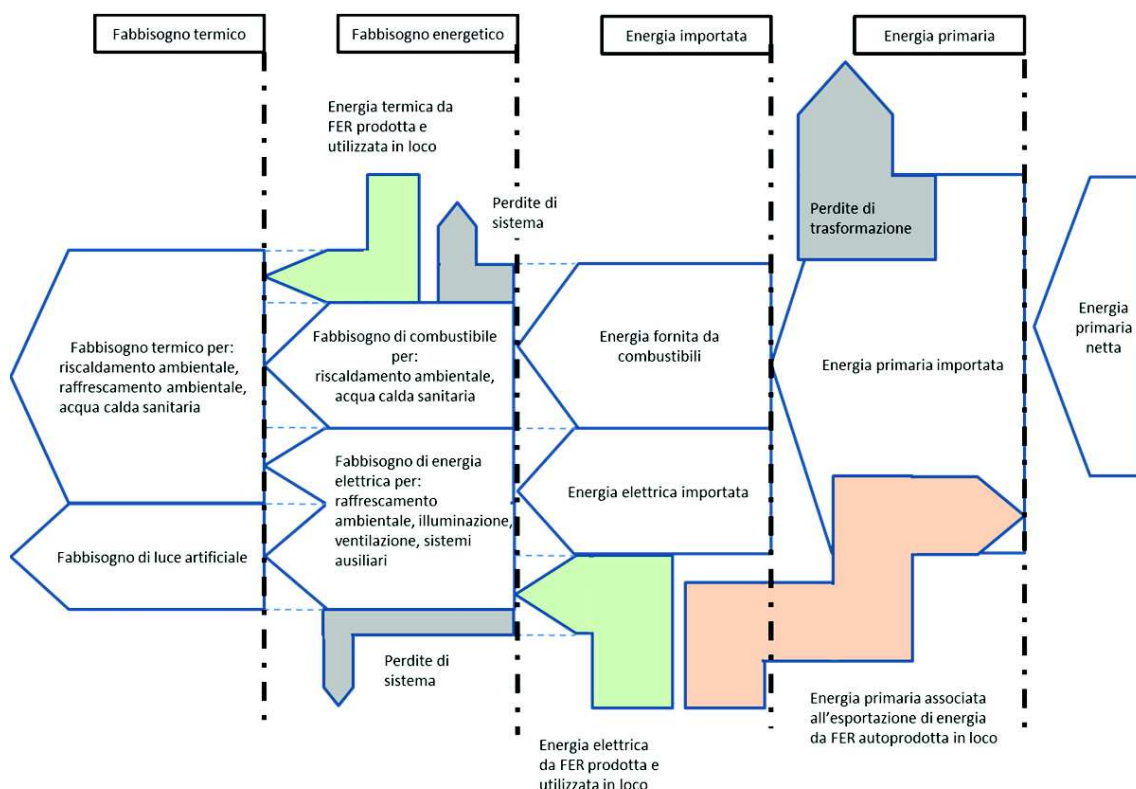 Fabbisogno termico
Fabbisogno energetico
Energia importata
Energia primaria
Energia termica da
FER prodotta e
utilizzata in loco
Perdite di
sistema
Perdite di
trasformazione
Fabbisogno termico per:
riscaldamento ambientale,
raffrescamento ambientale,
acqua calda sanitaria
Fabbisogno di combustibile
per:
riscaldamento ambientale,
acqua calda sanitaria
Energia fornita da
combustibili
Energia primaria importata
Energia
primaria
netta
Fabbisogno di energia
elettrica per:
raffrescamento
ambientale, illuminazione,
ventilazione, sistemi
ausiliari
Energia elettrica importata
Fabbisogno di luce artificiale
Perdite di
sistema
Energia elettrica
da FER prodotta e
utilizzata in loco
Energia primaria associata
all'esportazione di energia
da FER autoprodotta in loco